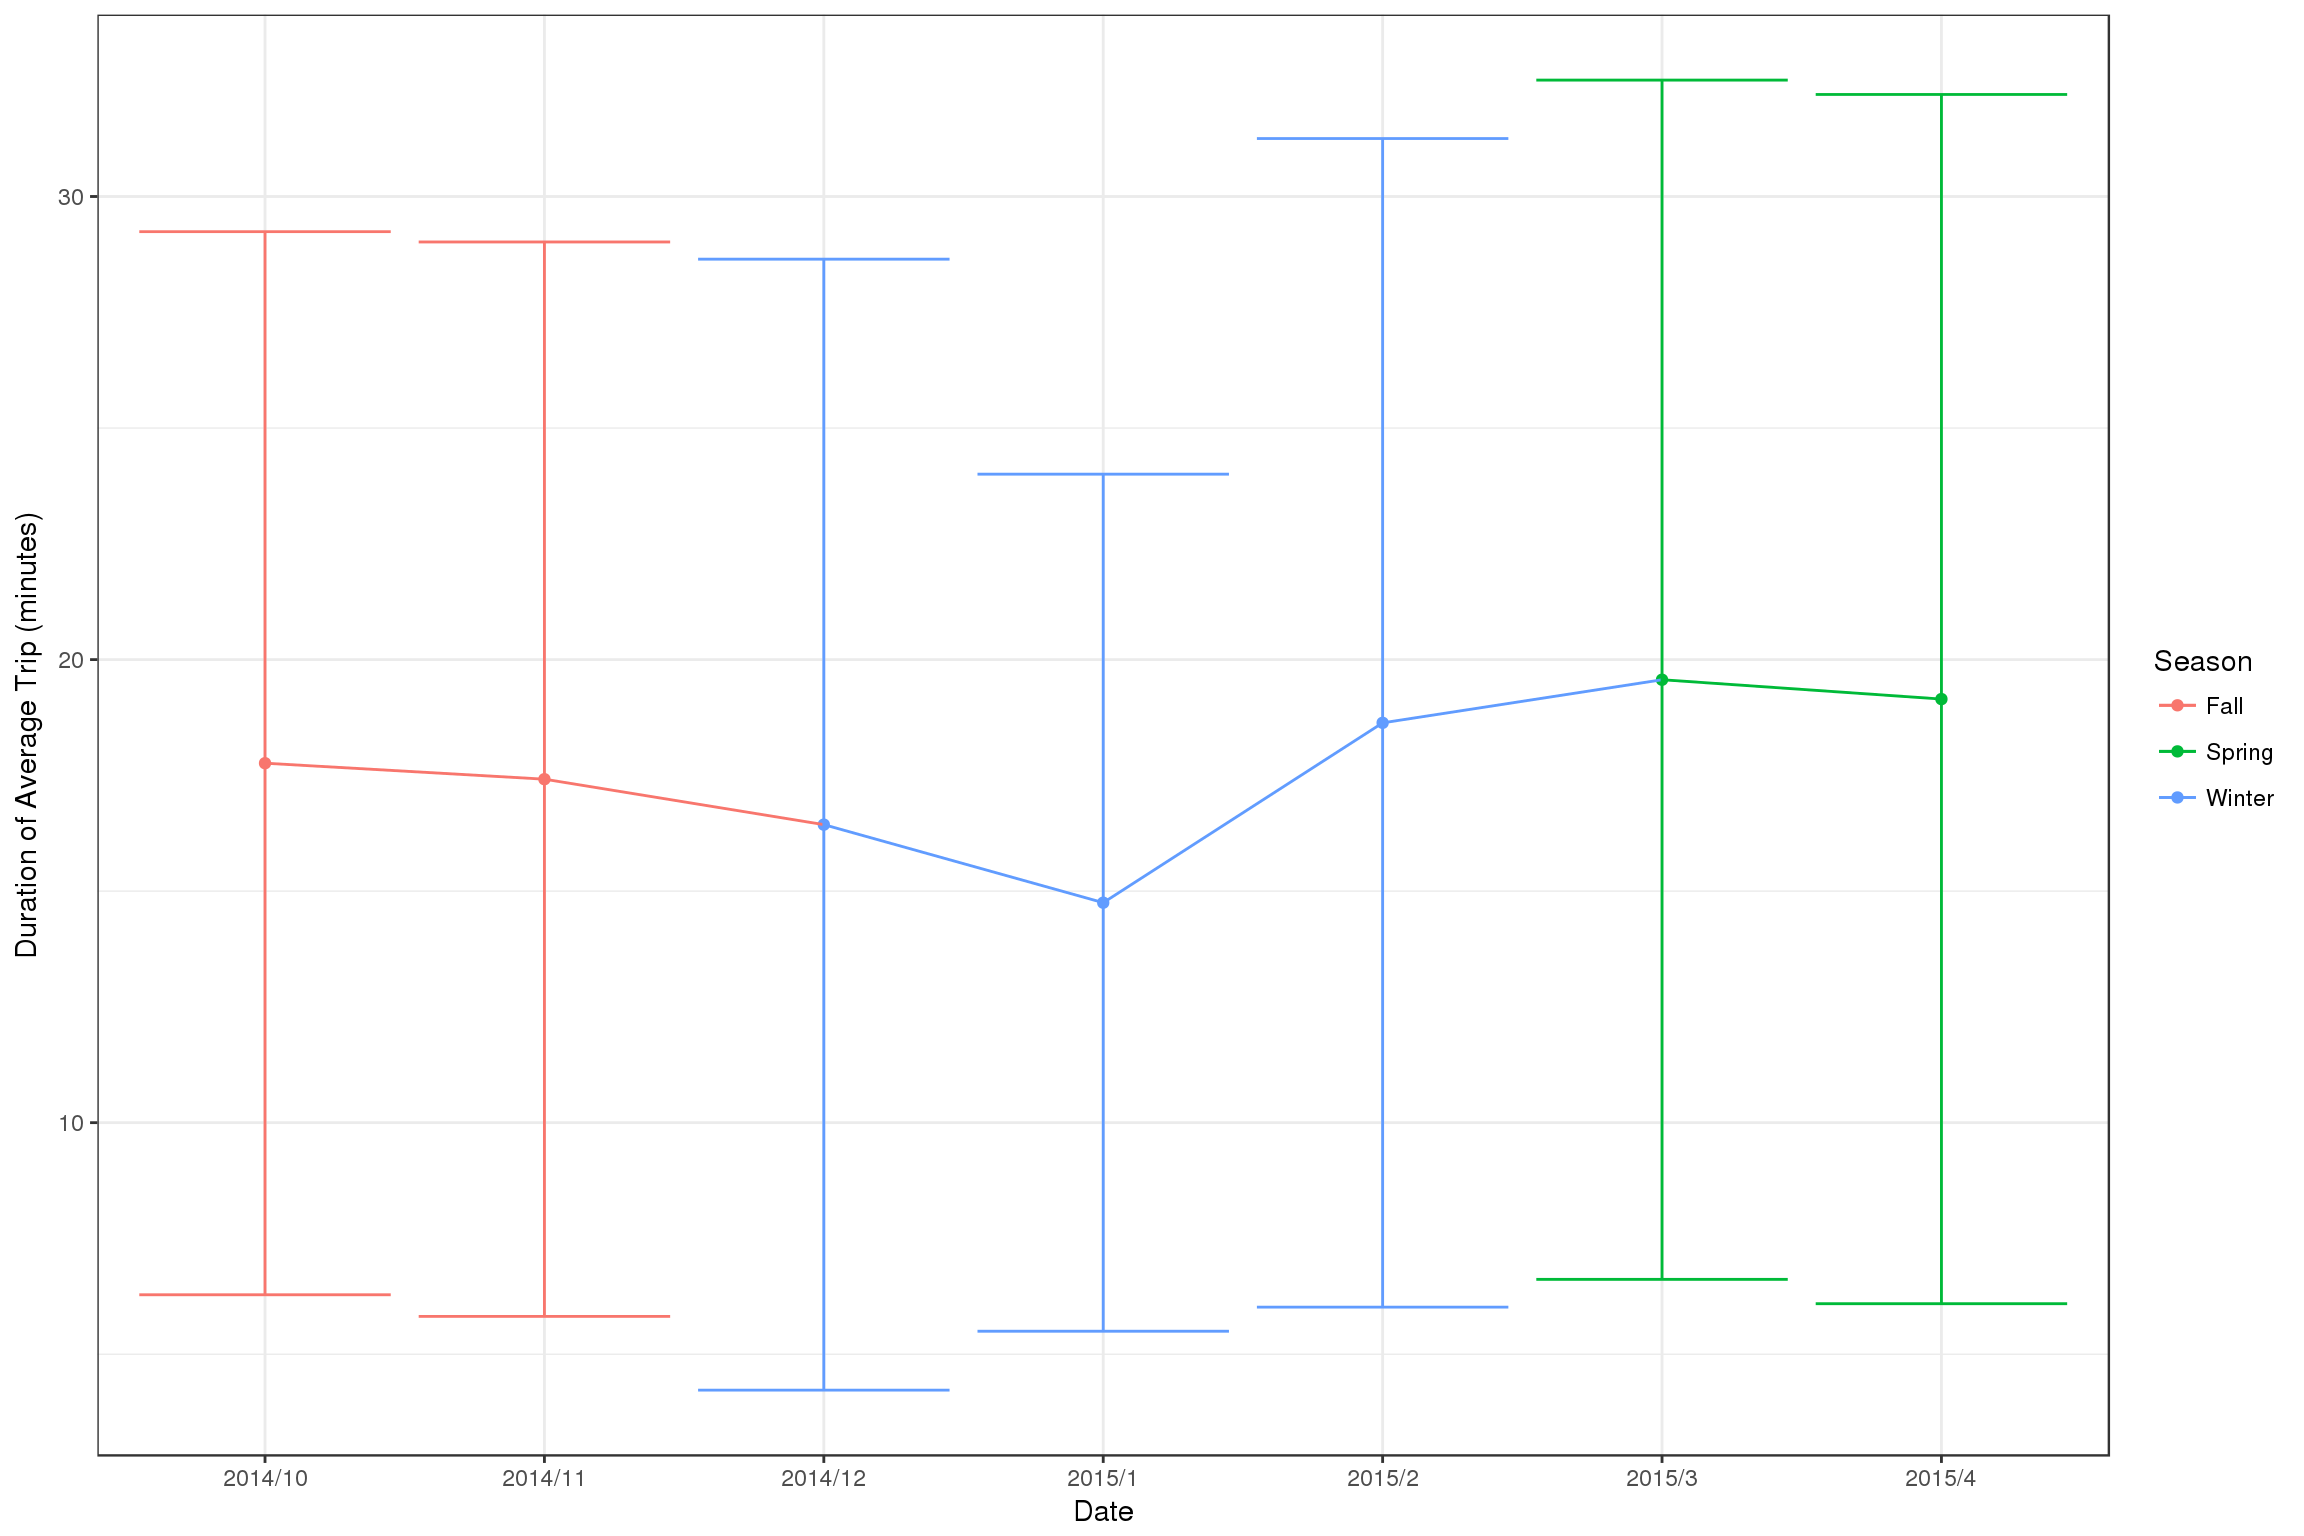 Duration of Average Trip (minutes)
30
20
10
2014/10
2014/11
2014/12
2015/1
2015/2
2015/3
2015/4
Date
Season
Fall
Spring
Winter